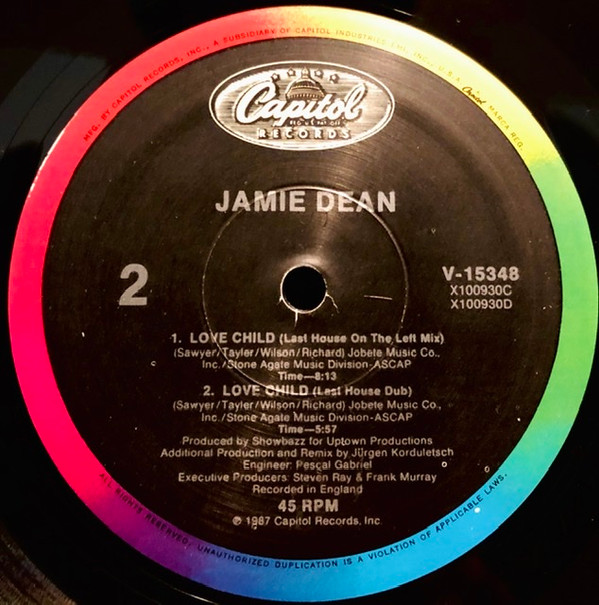 MFG. BY CAPITOL RECORDS, INC., A SUBSIDIARY OF CAPITOL INDUSTRIES-EMI, INC., U.S.A. Capitol MARCA REG.
Capitol
RECORDS
JAMIE DEAN
2
V-15348
X100930C
X100930D
1. LOVE CHILD (Last House On The Left Mix)
(Sawyer/Tayler/Wilson/Richard) Jobete Music Co.,
Inc./Stone Agate Music Division-ASCAP
Time—8:13
2. LOVE CHILD (Last House Dub)
(Sawyer/Tayler/Wilson/Richard) Jobete Music Co.,
Inc./Stone Agate Music Division-ASCAP
Time—5:57
Produced by Showbazz for Uptown Productions
Additional Production and Remix by Jürgen Korduletsch
Engineer: Pescal Gabriel
Executive Producers: Steven Ray & Frank Murray
Recorded in England
45 RPM
℗ 1987 Capitol Records, Inc.
ALL RIGHTS RESERVED. UNAUTHORIZED DUPLICATION IS A VIOLATION OF APPLICABLE LAWS.